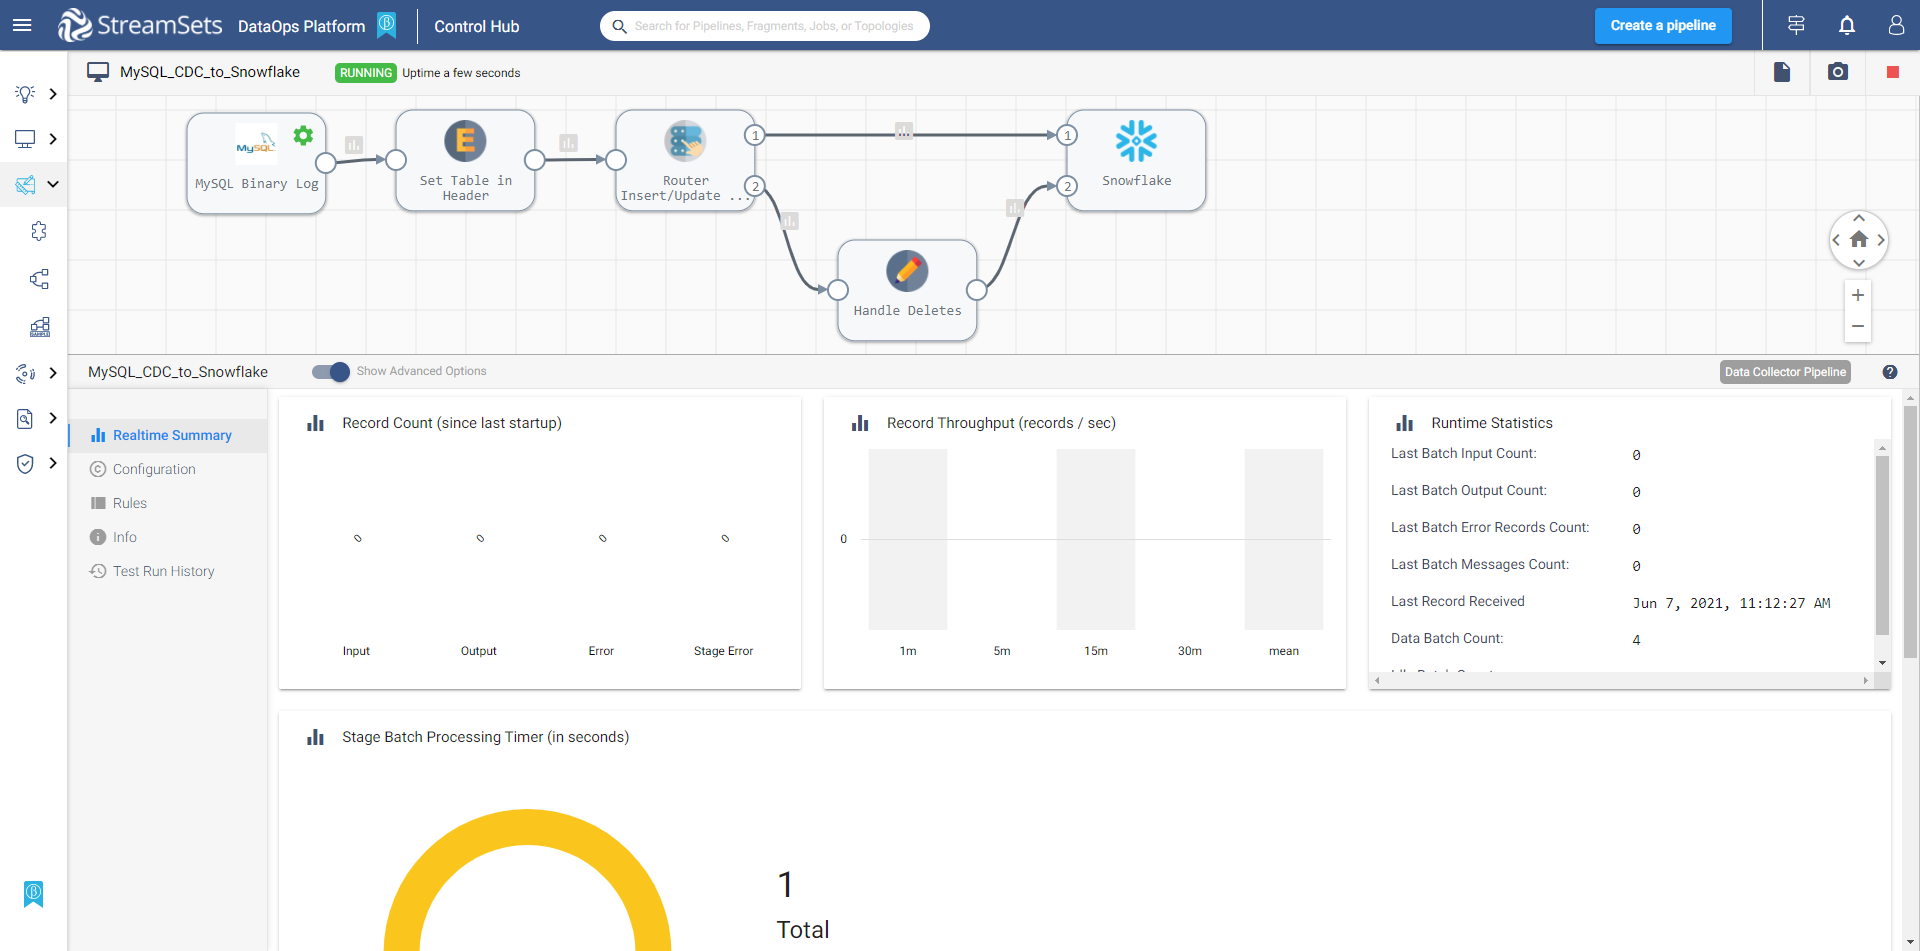 StreamSets DataOps Platform β Control Hub
Search for Pipelines, Fragments, Jobs, or Topologies
Create a pipeline
MySQL_CDC_to_Snowflake RUNNING Uptime a few seconds
MySQL
MySQL Binary Log
E
Set Table in
Header
Router
Insert/Update ...
1
2
1
2
Snowflake
Handle Deletes
MySQL_CDC_to_Snowflake
Show Advanced Options
Data Collector Pipeline
?
Realtime Summary
Configuration
Rules
Info
Test Run History
Record Count (since last startup)
0 0 0 0
Input Output Error Stage Error
Record Throughput (records / sec)
0
1m 5m 15m 30m mean
Runtime Statistics
Last Batch Input Count: 0
Last Batch Output Count: 0
Last Batch Error Records Count: 0
Last Batch Messages Count: 0
Last Record Received Jun 7, 2021, 11:12:27 AM
Data Batch Count: 4
Stage Batch Processing Timer (in seconds)
1
Total
β